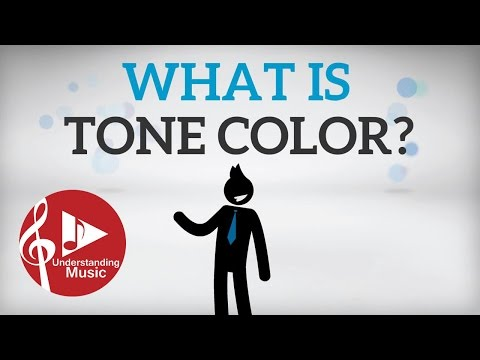 WHAT IS
TONE COLOR?
Understanding
Music